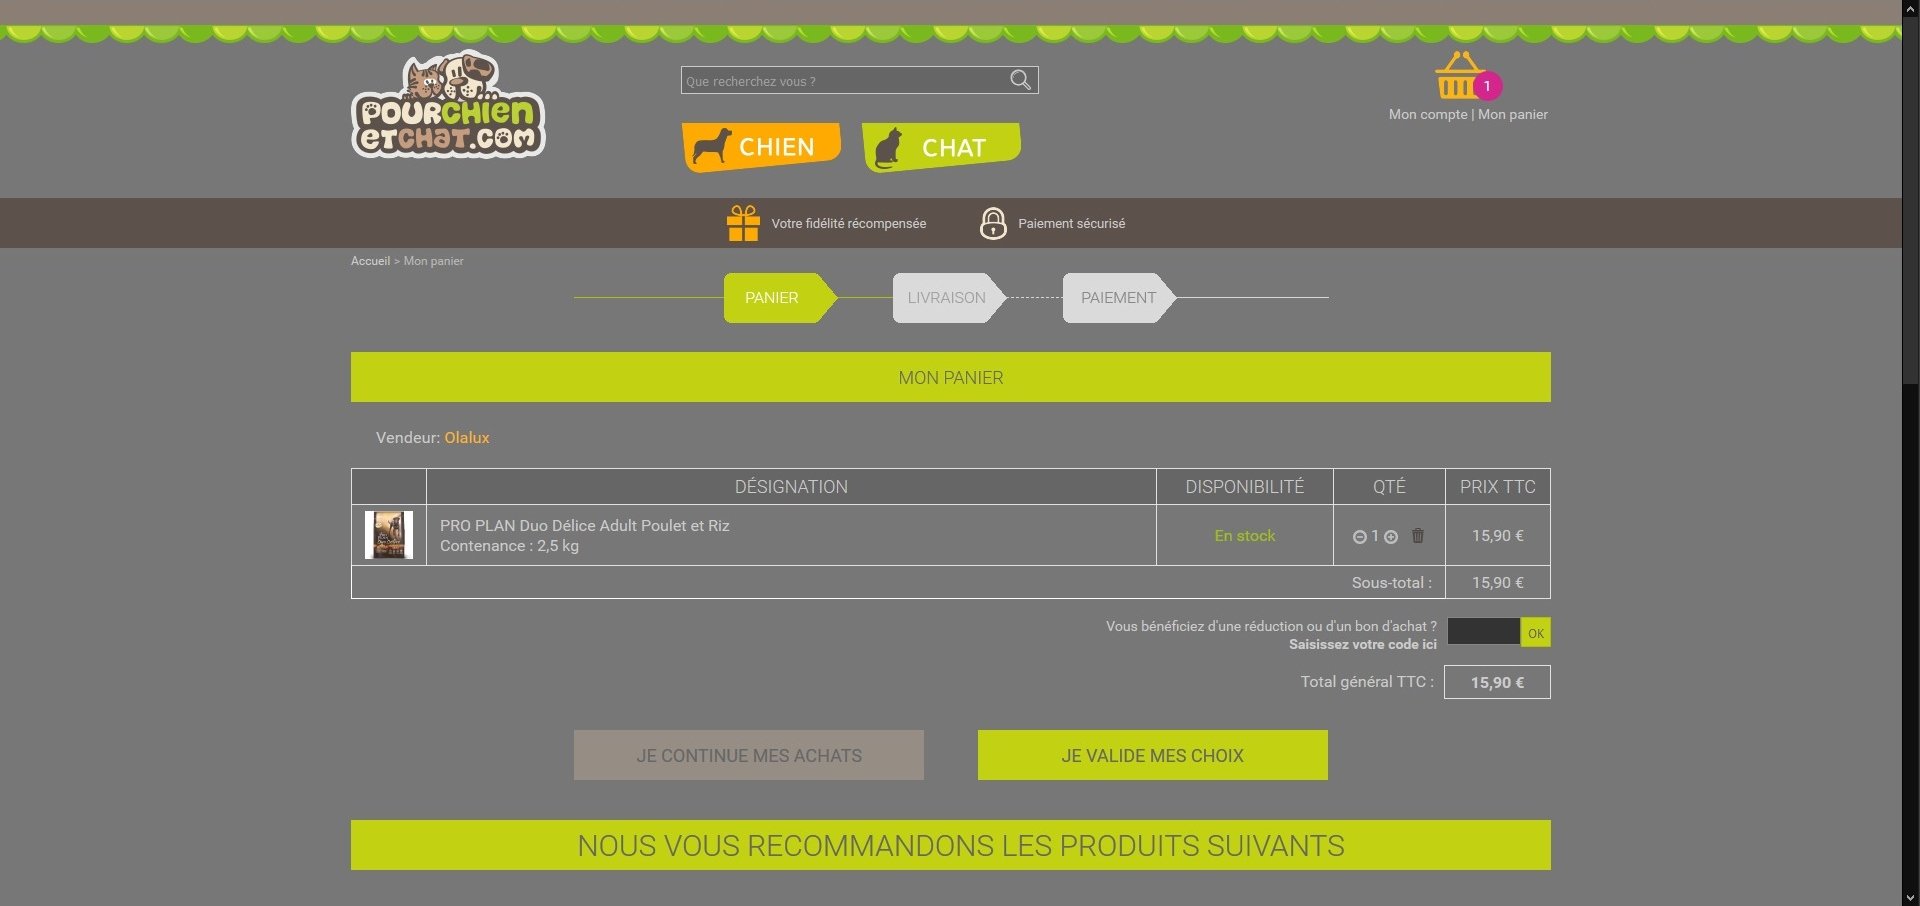 POURCHIEN
ETCHAT.COM
Que recherchez vous ?
1
Mon compte | Mon panier
CHIEN
CHAT
Votre fidélité récompensée
Paiement sécurisé
Accueil > Mon panier
PANIER
LIVRAISON
PAIEMENT
MON PANIER
Vendeur: Olalux
DÉSIGNATION
DISPONIBILITÉ
QTÉ
PRIX TTC
PRO PLAN Duo Délice Adult Poulet et Riz
Contenance : 2,5 kg
En stock
1
15,90 €
Sous-total :
15,90 €
Vous bénéficiez d'une réduction ou d'un bon d'achat ?
Saisissez votre code ici
OK
Total général TTC :
15,90 €
JE CONTINUE MES ACHATS
JE VALIDE MES CHOIX
NOUS VOUS RECOMMANDONS LES PRODUITS SUIVANTS